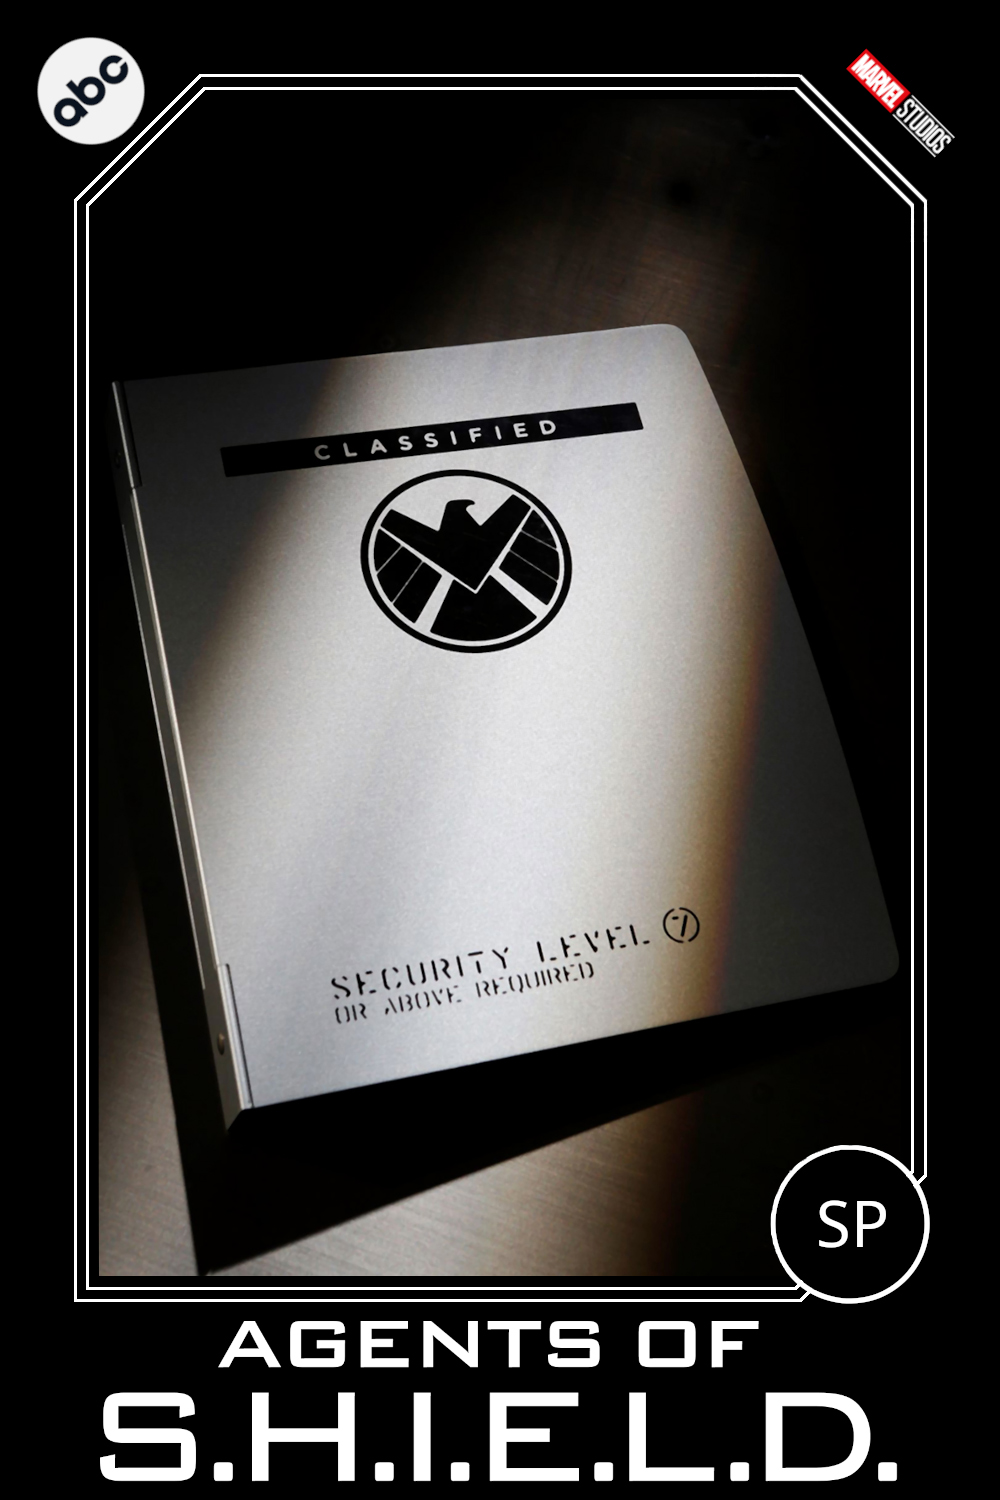 abc
MARVEL
STUDIOS
CLASSIFIED
SECURITY LEVEL 7
OR ABOVE REQUIRED
SP
AGENTS OF
S.H.I.E.L.D.